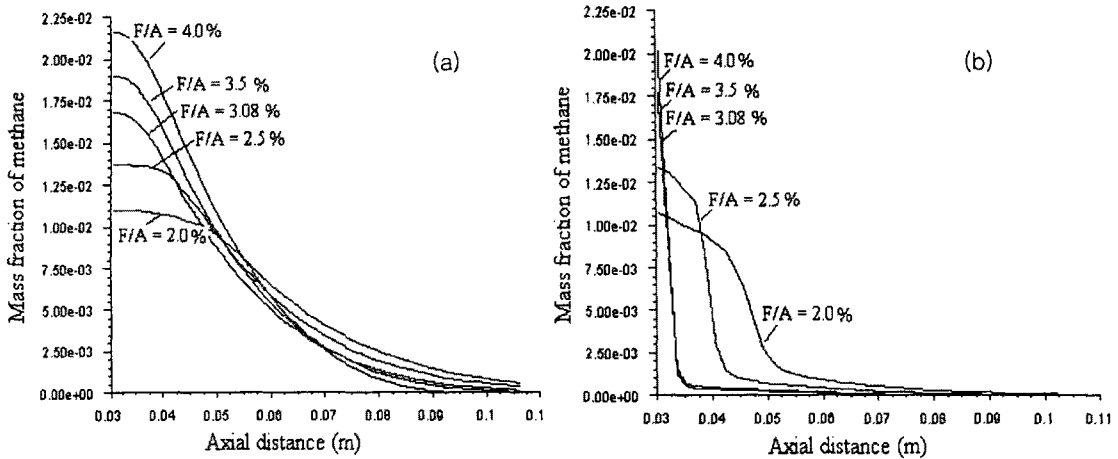 2.25e-02
2.00e-02
1.75e-02
1.50e-02
1.25e-02
1.00e-02
7.50e-03
5.00e-03
2.50e-03
0.00e+00
Mass fraction of methane
F/A = 4.0%
F/A = 3.5 %
F/A = 3.08 %
F/A = 2.5 %
F/A = 2.0%
(a)
0.03 0.04 0.05 0.06 0.07 0.08 0.09 0.1 0.1
Axial distance (m)
2.25e-02
2.00e-02
2.25e-02
1.75e-02
1.50e-02
1.25e-02
1.00e-02
7.50e-03
5.00e-03
2.50e-03
0.00e+00
Mass fraction of methane
F/A = 4.0 %
F/A = 3.5 %
F/A = 3.08 %
F/A = 2.5 %
F/A = 2.0 %
(b)
0.03 0.04 0.05 0.06 0.07 0.08 0.09 0.10 0.11
Axial distance (m)